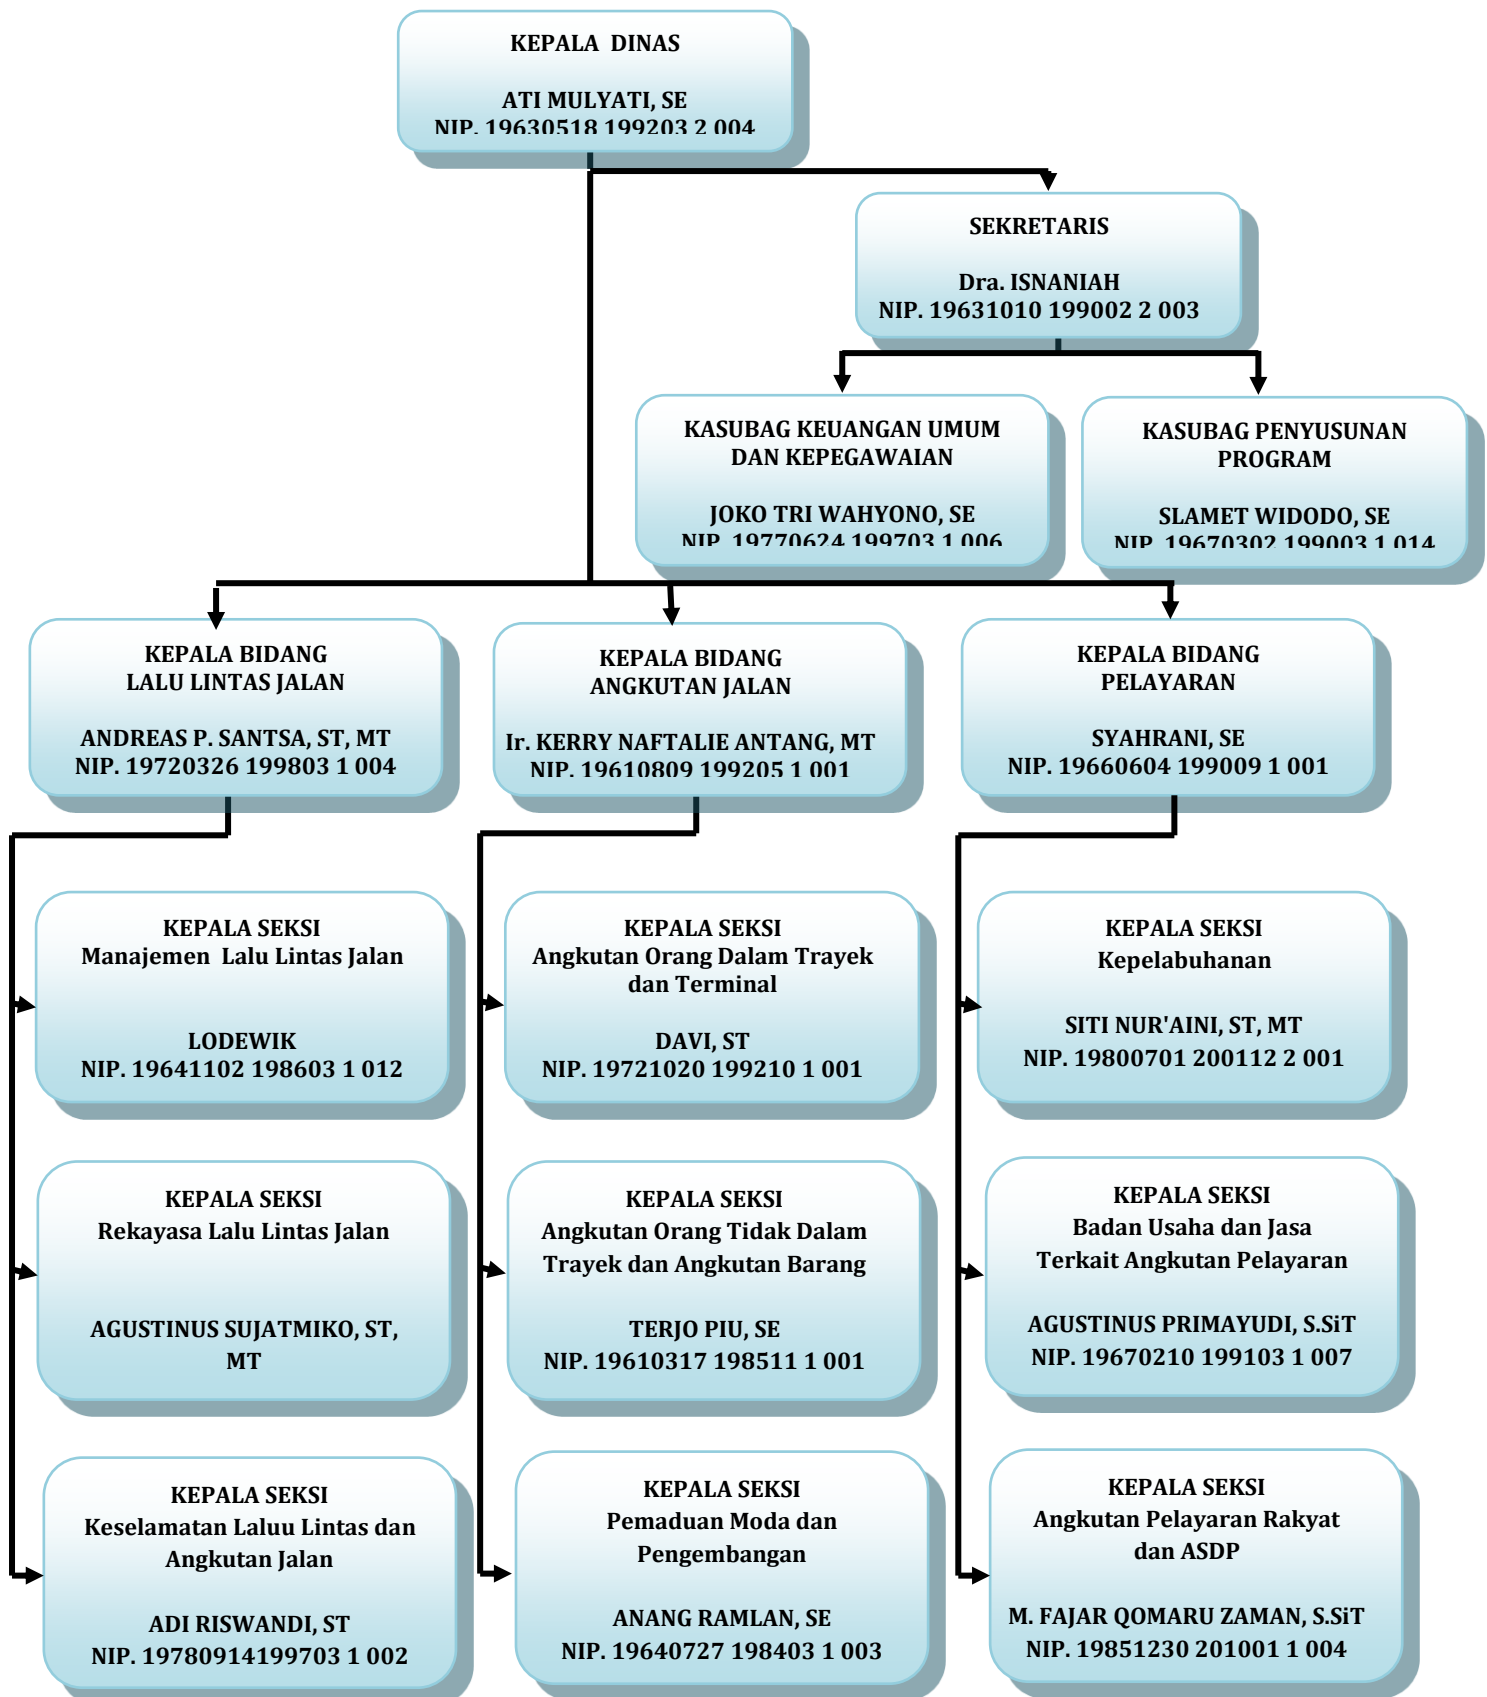 KEPALA  DINAS
ATI MULYATI, SE
NIP. 19630518 199203 2 004
SEKRETARIS
Dra. ISNANIAH
NIP. 19631010 199002 2 003
KASUBAG KEUANGAN UMUM
DAN KEPEGAWAIAN
JOKO TRI WAHYONO, SE
NIP. 19770624 199703 1 006
KASUBAG PENYUSUNAN
PROGRAM
SLAMET WIDODO, SE
NIP. 19670302 199003 1 014
KEPALA BIDANG
LALU LINTAS JALAN
ANDREAS P. SANTSA, ST, MT
NIP. 19720326 199803 1 004
KEPALA BIDANG
ANGKUTAN JALAN
Ir. KERRY NAFTALIE ANTANG, MT
NIP. 19610809 199205 1 001
KEPALA BIDANG
PELAYARAN
SYAHRANI, SE
NIP. 19660604 199009 1 001
KEPALA SEKSI
Manajemen  Lalu Lintas Jalan
LODEWIK
NIP. 19641102 198603 1 012
KEPALA SEKSI
Angkutan Orang Dalam Trayek
dan Terminal
DAVI, ST
NIP. 19721020 199210 1 001
KEPALA SEKSI
Kepelabuhanan
SITI NUR'AINI, ST, MT
NIP. 19800701 200112 2 001
KEPALA SEKSI
Rekayasa Lalu Lintas Jalan
AGUSTINUS SUJATMIKO, ST,
MT
KEPALA SEKSI
Angkutan Orang Tidak Dalam
Trayek dan Angkutan Barang
TERJO PIU, SE
NIP. 19610317 198511 1 001
KEPALA SEKSI
Badan Usaha dan Jasa
Terkait Angkutan Pelayaran
AGUSTINUS PRIMAYUDI, S.SiT
NIP. 19670210 199103 1 007
KEPALA SEKSI
Keselamatan Laluu Lintas dan
Angkutan Jalan
ADI RISWANDI, ST
NIP. 19780914199703 1 002
KEPALA SEKSI
Pemaduan Moda dan
Pengembangan
ANANG RAMLAN, SE
NIP. 19640727 198403 1 003
KEPALA SEKSI
Angkutan Pelayaran Rakyat
dan ASDP
M. FAJAR QOMARU ZAMAN, S.SiT
NIP. 19851230 201001 1 004